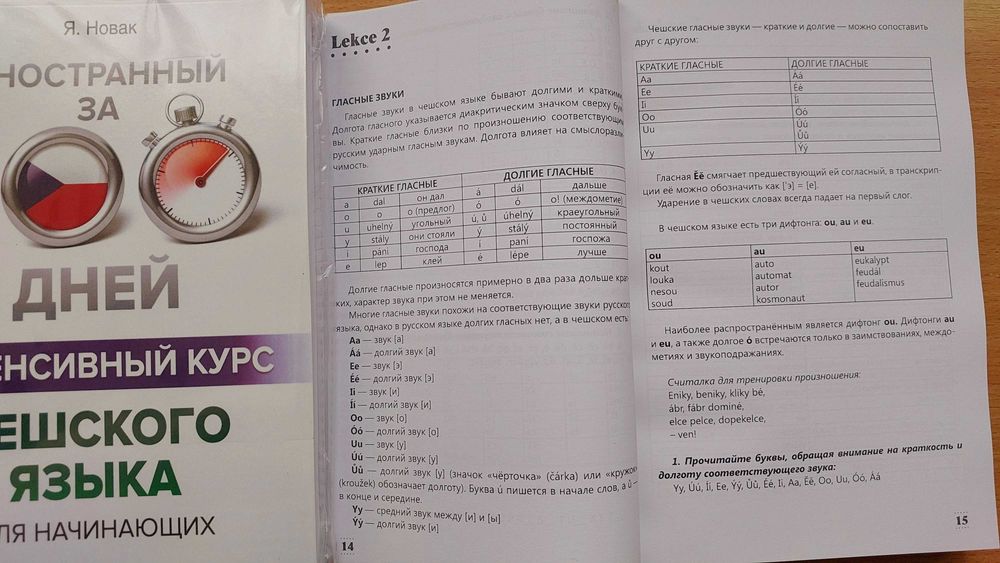 Я. Новак
НОСТРАННЫЙ
ЗА
ДНЕЙ
ЕНСИВНЫЙ КУРС
ЕШСКОГО
ЯЗЫКА
ЛЯ НАЧИНАЮЩИХ
Lekce 2
ГЛАСНЫЕ ЗВУКИ
Гласные звуки в чешском языке бывают долгими и краткими.
Долгота гласного указывается диакритическим значком сверху бук
вы. Краткие гласные близки по произношению соответствующим
русским ударным гласным звукам. Долгота влияет на смыслоразли
чимость.
КРАТКИЕ ГЛАСНЫЕ ДОЛГИЕ ГЛАСНЫЕ
a dal он дал á dál дальше
o o о (предлог) ó ó о! (междометие)
u uhelný угольный ú, ů úhelný краеугольный
y stály они стояли ý stálý постоянный
i páni господа í paní госпожа
e lep клей é lépe лучше
Долгие гласные произносятся примерно в два раза дольше крат
ких, характер звука при этом не меняется.
Многие гласные звуки похожи на соответствующие звуки русского
языка, однако в русском языке долгих гласных нет, а в чешском есть:
Aa — звук [а]
Áá — долгий звук [а]
Ee — звук [э]
Éé — долгий звук [э]
Ii — звук [и]
Íí — долгий звук [и]
Oo — звук [о]
Óó — долгий звук [о]
Uu — звук [у]
Úú — долгий звук [у]
Ůů — долгий звук [у] (значок «чёрточка» (čárka) или «кружок»
(kroužek) обозначает долготу). Буква ú пишется в начале слов, а ů —
в конце и середине.
Yy — средний звук между [и] и [ы]
Ýý — долгий звук [и]
14
Чешские гласные звуки — краткие и долгие — можно сопоставить
друг с другом:
КРАТКИЕ ГЛАСНЫЕ ДОЛГИЕ ГЛАСНЫЕ
Aa Áá
Ee Éé
Ii Íí
Oo Óó
Uu Úú
Ůů
Yy Ýý
Гласная Ěě смягчает предшествующий ей согласный, в транскрип-
ции её можно обозначить как ['э] = [е].
Ударение в чешских словах всегда падает на первый слог.
В чешском языке есть три дифтонга: ou, au и eu.
ou au eu
kout auto eukalypt
louka automat feudál
nesou autor feudalismus
soud kosmonaut
Наиболее распространённым является дифтонг ou. Дифтонги au
и eu, а также долгое ó встречаются только в заимствованиях, междо-
метиях и звукоподражаниях.
Считалка для тренировки произношения:
Eniky, beniky, kliky bé,
ábr, fábr dominé,
elce pelce, dopekelce,
– ven!
1. Прочитайте буквы, обращая внимание на краткость и
долготу соответствующего звука:
Yy, Úú, Íi, Ee, Ýý, Ůů, Éé, Ii, Aa, Ěě, Oo, Uu, Óó, Áá
15